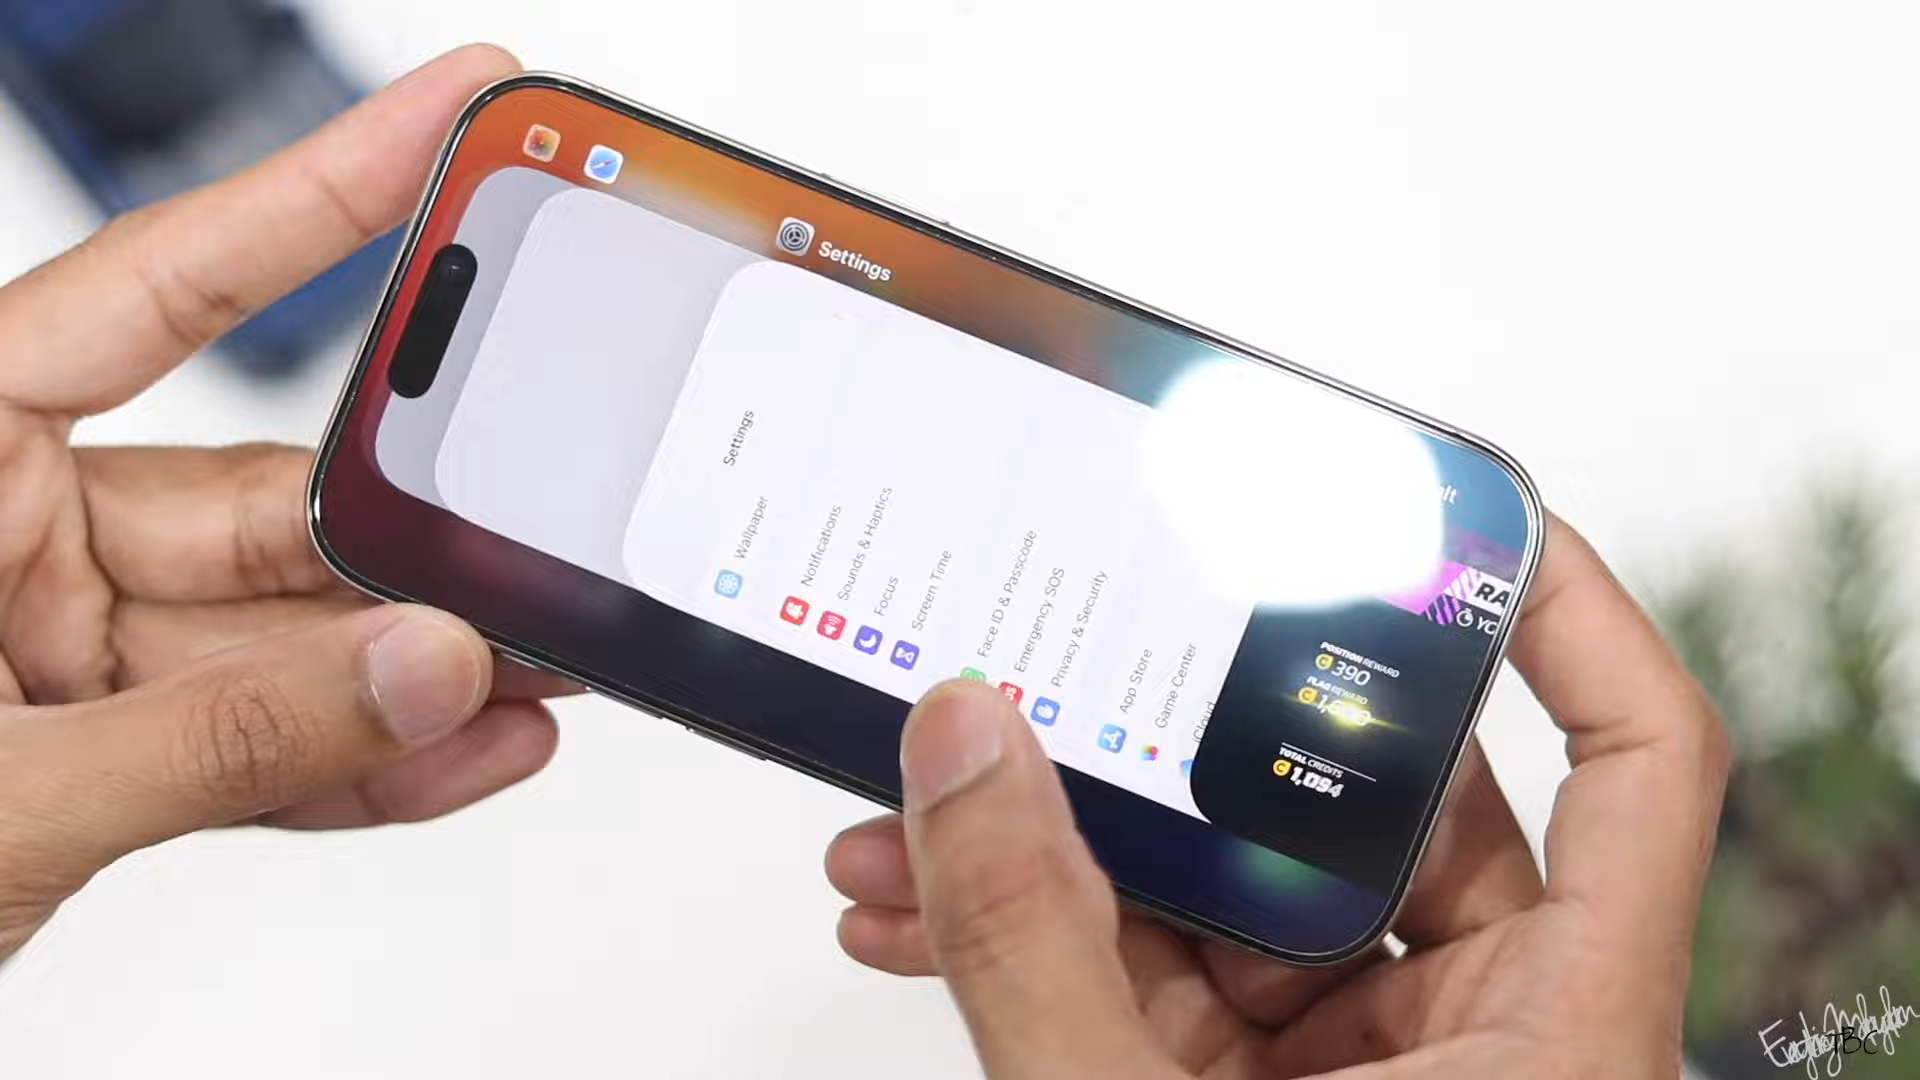 Settings
Settings
Wallpaper
Notifications
Sounds & Haptics
Focus
Screen Time
Face ID & Passcode
Emergency SOS
Privacy & Security
App Store
Game Center
iCloud
POSITION REWARD
390
FLAG REWARD
TOTAL CREDITS
1,094
TBC